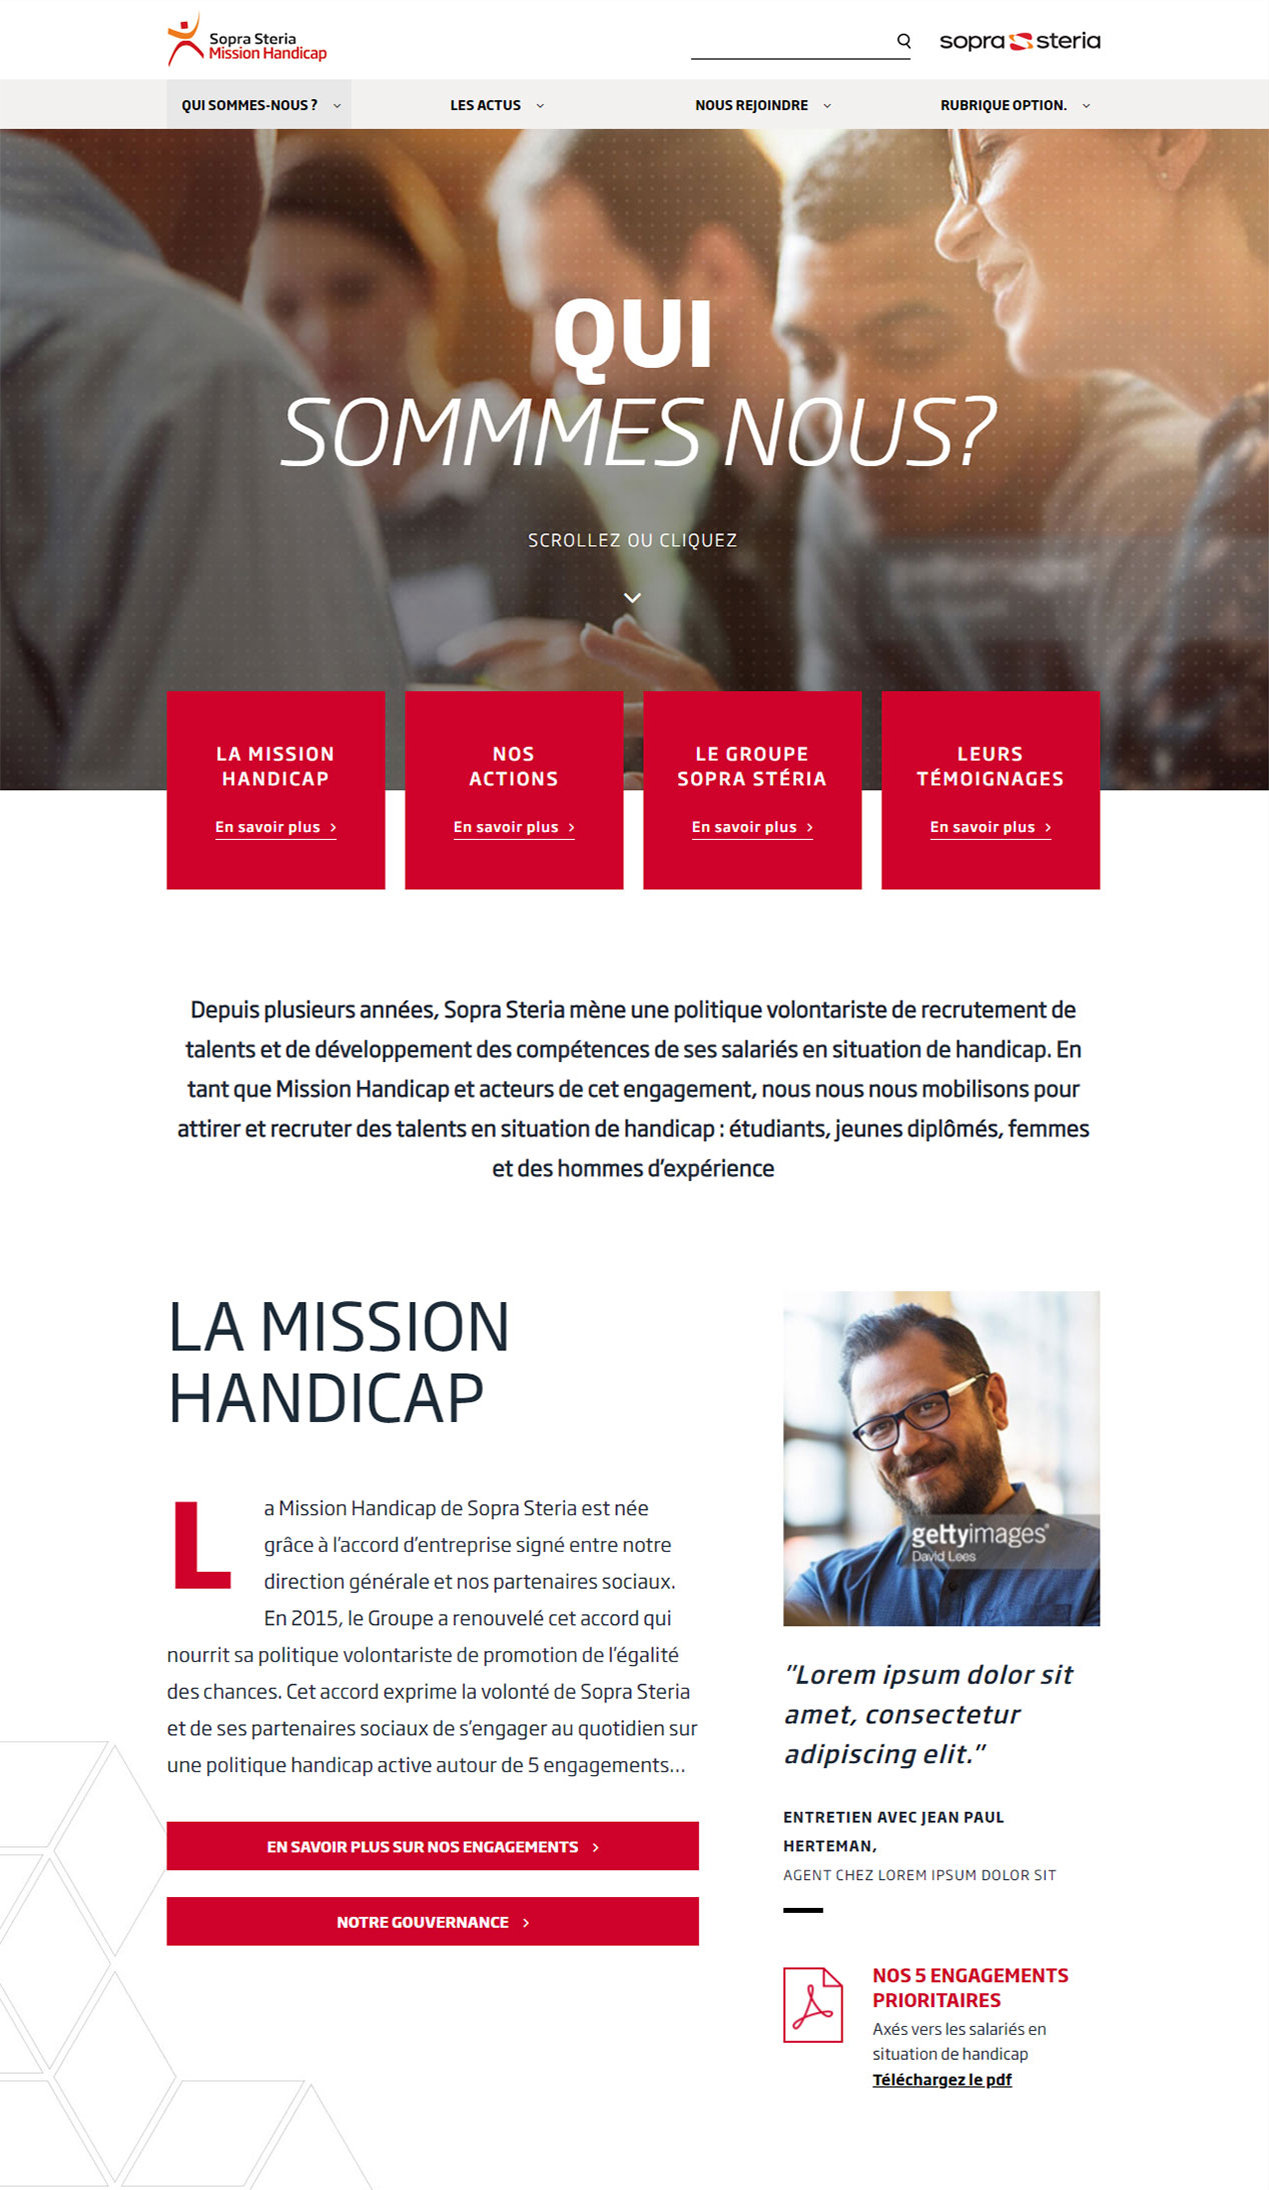 Sopra Steria
Mission Handicap
sopra steria
QUI SOMMES-NOUS ?
LES ACTUS
NOUS REJOINDRE
RUBRIQUE OPTION.
QUI
SOMMMES NOUS?
SCROLLEZ OU CLIQUEZ
LA MISSION
HANDICAP
En savoir plus
NOS
ACTIONS
En savoir plus
LE GROUPE
SOPRA STÉRIA
En savoir plus
LEURS
TÉMOIGNAGES
En savoir plus
Depuis plusieurs années, Sopra Steria mène une politique volontariste de recrutement de
talents et de développement des compétences de ses salariés en situation de handicap. En
tant que Mission Handicap et acteurs de cet engagement, nous nous nous mobilisons pour
attirer et recruter des talents en situation de handicap : étudiants, jeunes diplômés, femmes
et des hommes d'expérience
LA MISSION
HANDICAP
La Mission Handicap de Sopra Steria est née
grâce à l'accord d'entreprise signé entre notre
direction générale et nos partenaires sociaux.
En 2015, le Groupe a renouvelé cet accord qui
nourrit sa politique volontariste de promotion de l'égalité
des chances. Cet accord exprime la volonté de Sopra Steria
et de ses partenaires sociaux de s'engager au quotidien sur
une politique handicap active autour de 5 engagements...
EN SAVOIR PLUS SUR NOS ENGAGEMENTS
NOTRE GOUVERNANCE
gettyimages®
David Lees
"Lorem ipsum dolor sit
amet, consectetur
adipiscing elit."
ENTRETIEN AVEC JEAN PAUL
HERTEMAN,
AGENT CHEZ LOREM IPSUM DOLOR SIT
NOS 5 ENGAGEMENTS
PRIORITAIRES
Axés vers les salariés en
situation de handicap
Téléchargez le pdf